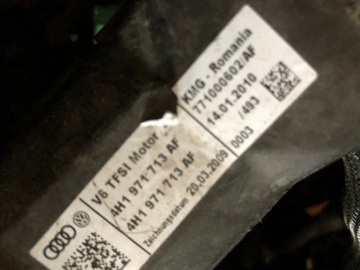 V6 TFSI Motor
4H1 971 713 AF
4H1 971 713 AF
Zeichnungsdatum 20.03.2009
KMG - Romania
771000602/AF
14.01.2010
/493
0003